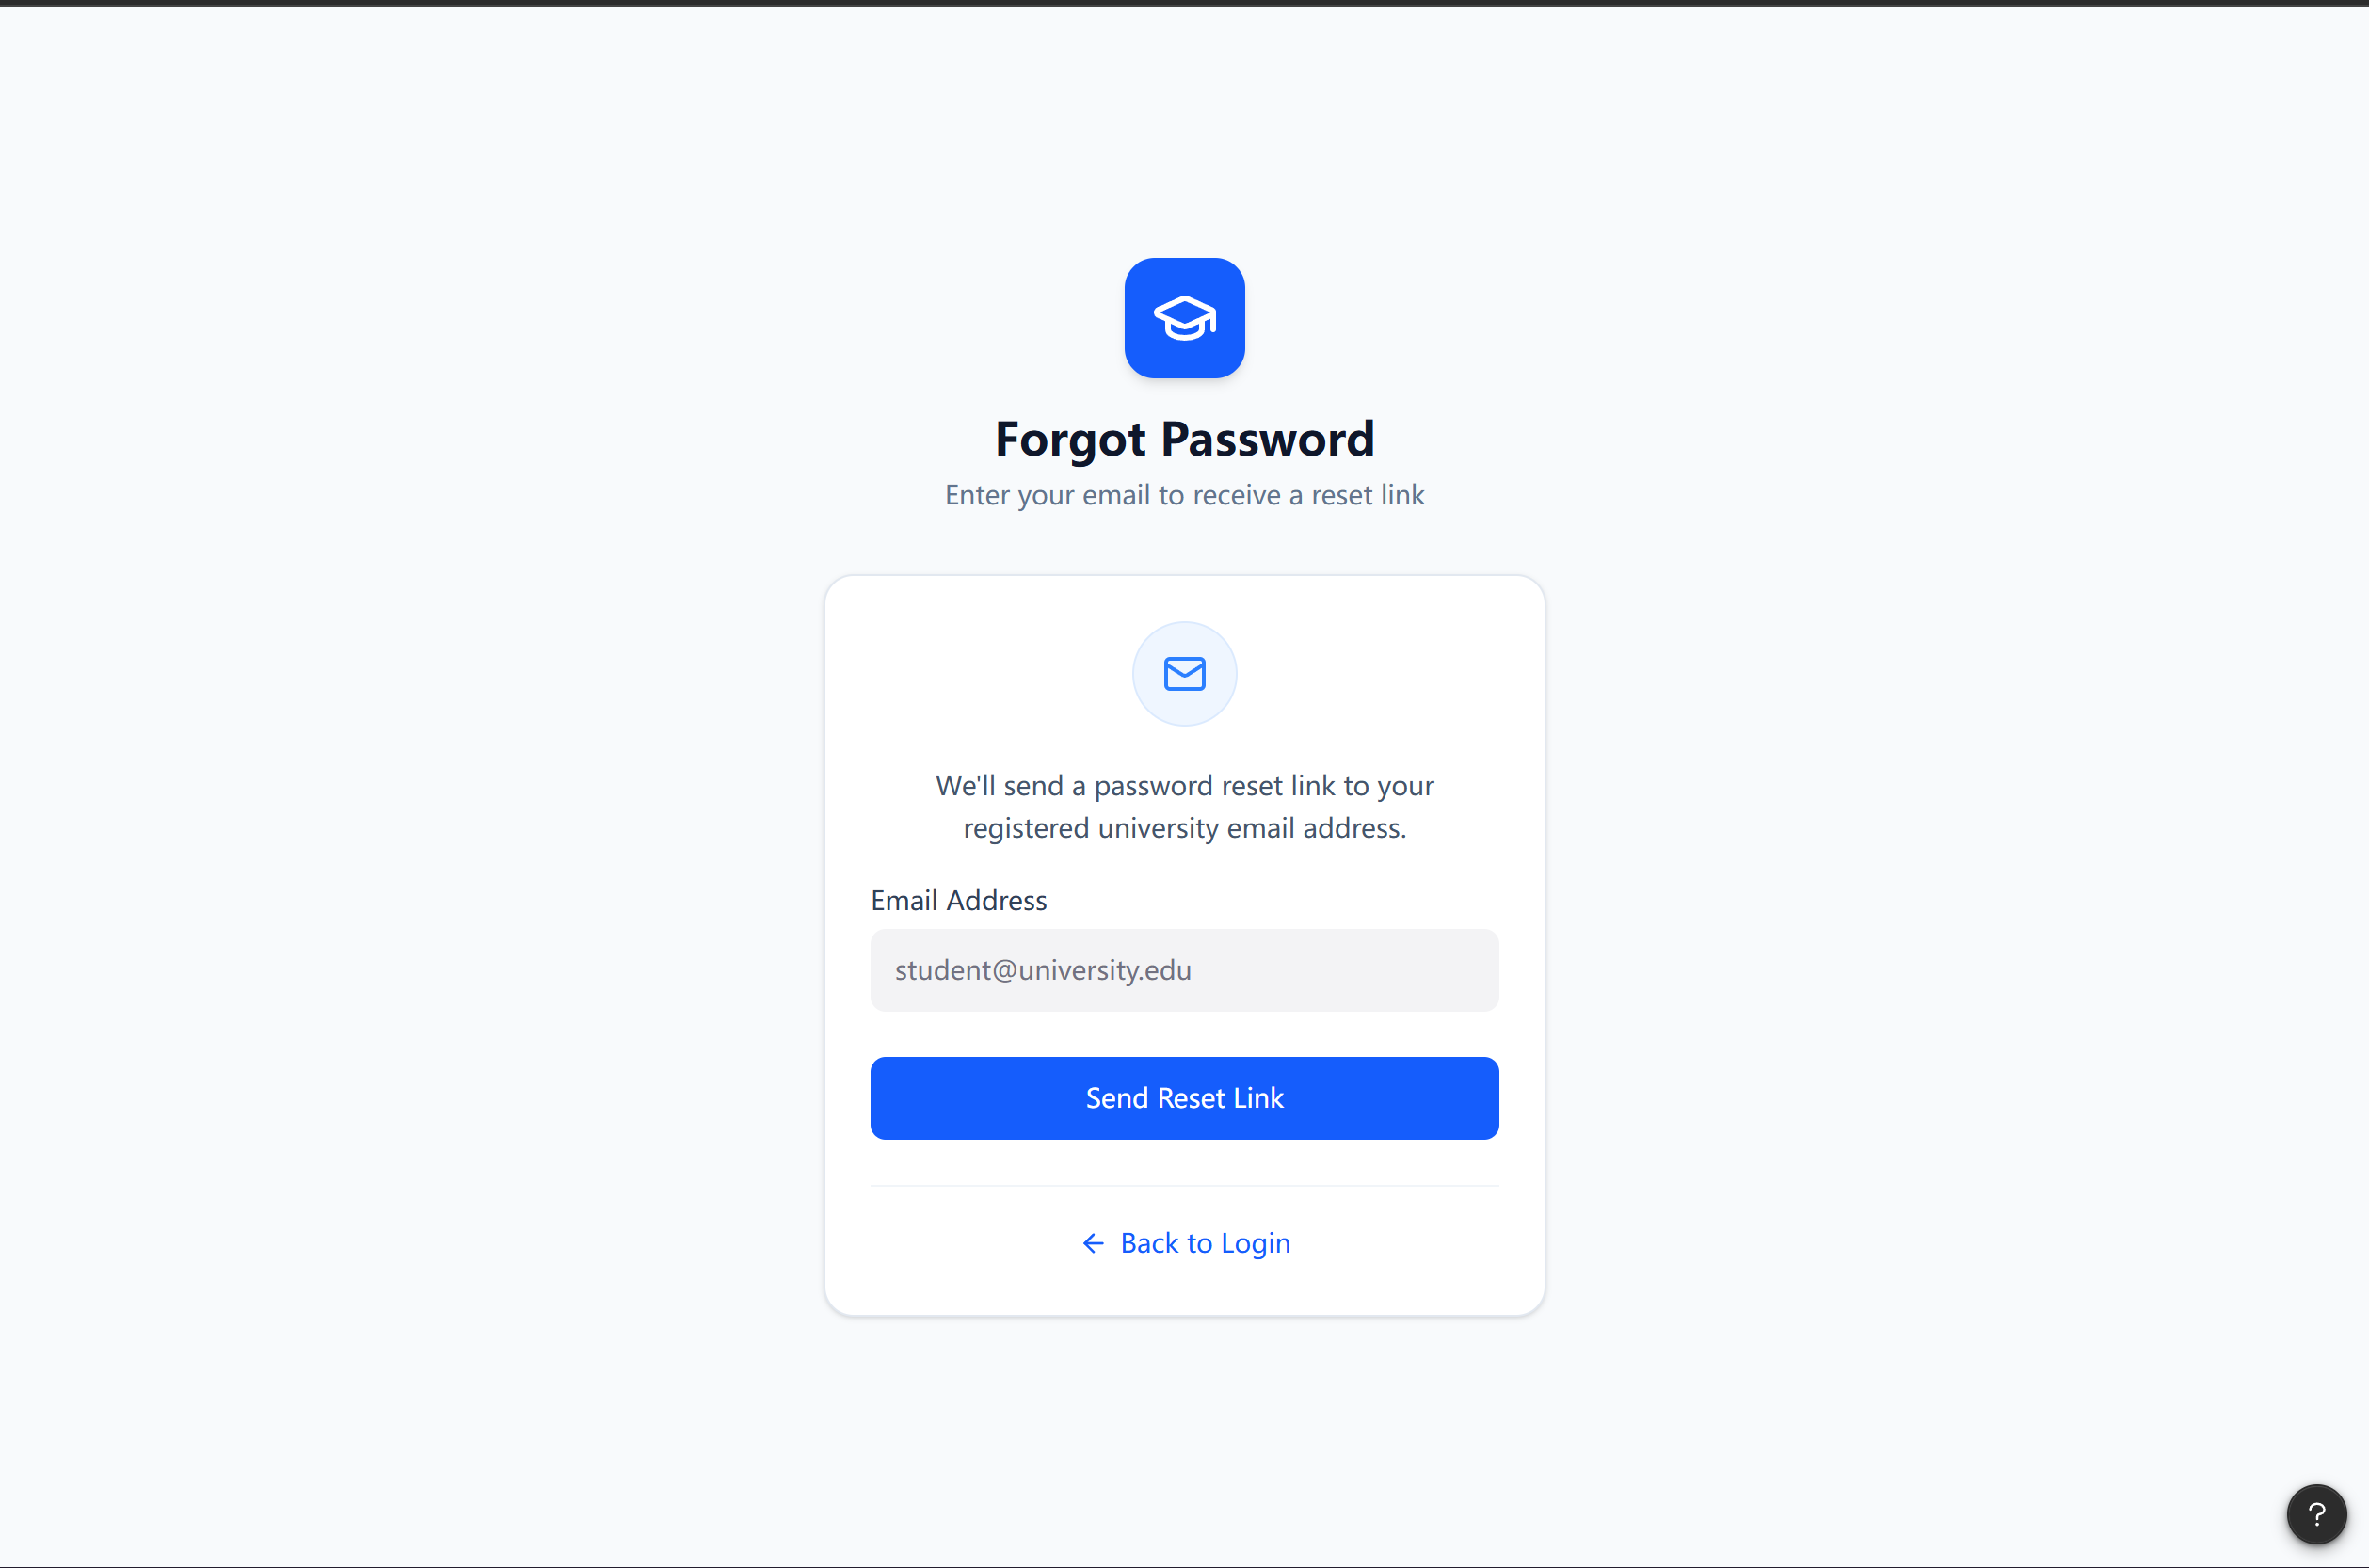 Forgot Password
Enter your email to receive a reset link
We'll send a password reset link to your
registered university email address.
Email Address
student@university.edu
Send Reset Link
← Back to Login
?